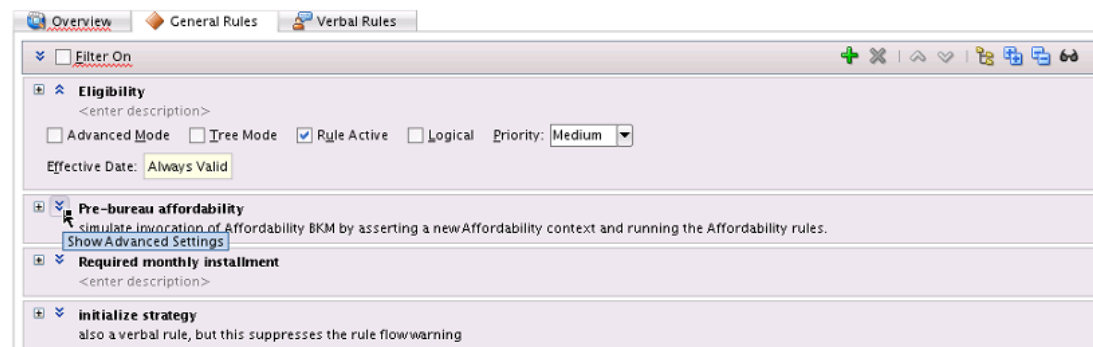 Overview General Rules Verbal Rules
Filter On
Eligibility
<enter description>
Advanced Mode Tree Mode Rule Active Logical Priority: Medium
Effective Date: Always Valid
Pre-bureau affordability
simulate invocation of Affordability BKM by asserting a new Affordability context and running the Affordability rules.
Show Advanced Settings
Required monthly installment
<enter description>
initialize strategy
also a verbal rule, but this suppresses the rule flow warning